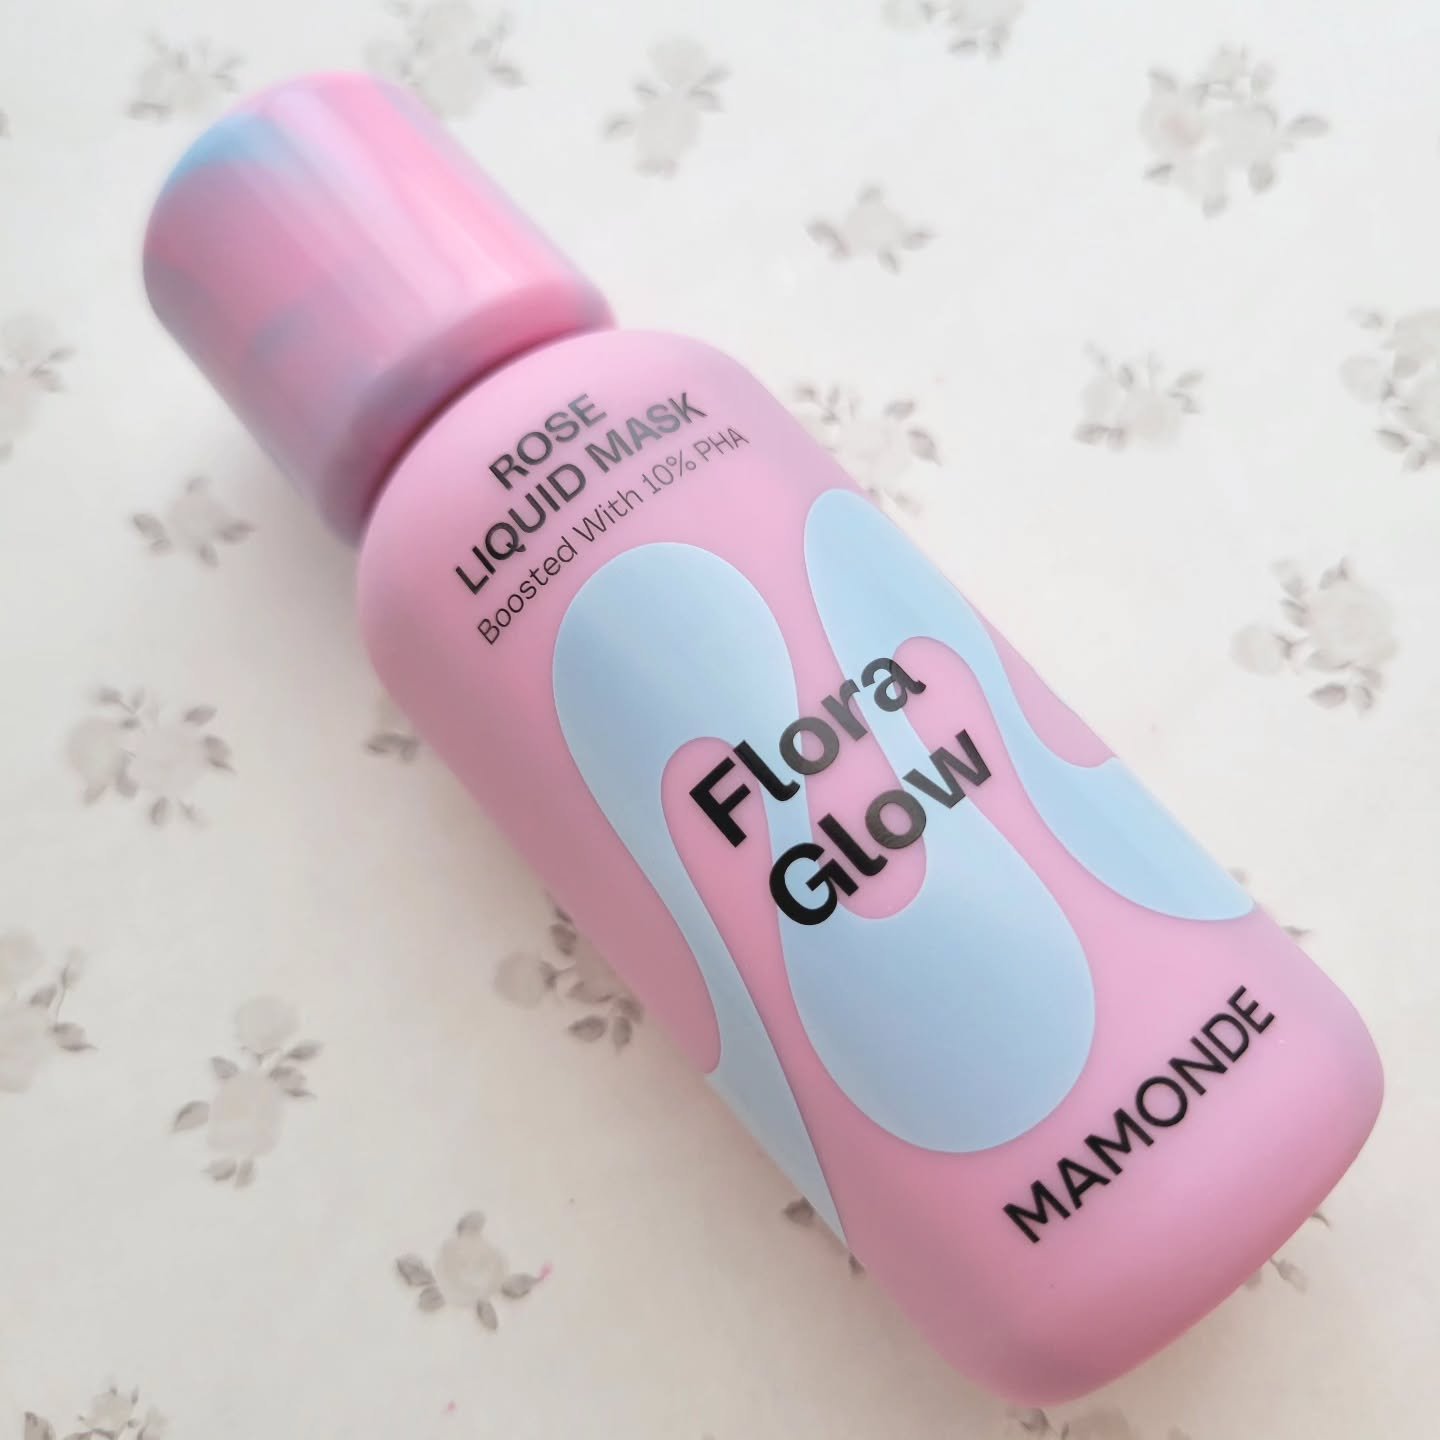 ROSE
LIQUID MASK
Boosted With 10% PHA
Flora
Glow
MAMONDE